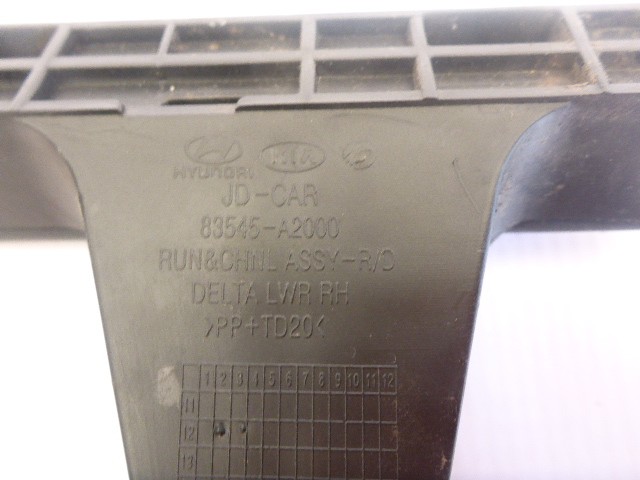 HYUNDAI KIA
JD-CAR
83545-A2000
RUN&CHNL ASSY-R/D
DELTA LWR RH
>PP+TD20<
1 2 3 4 5 6 7 8 9 10 11 12
11
12
13